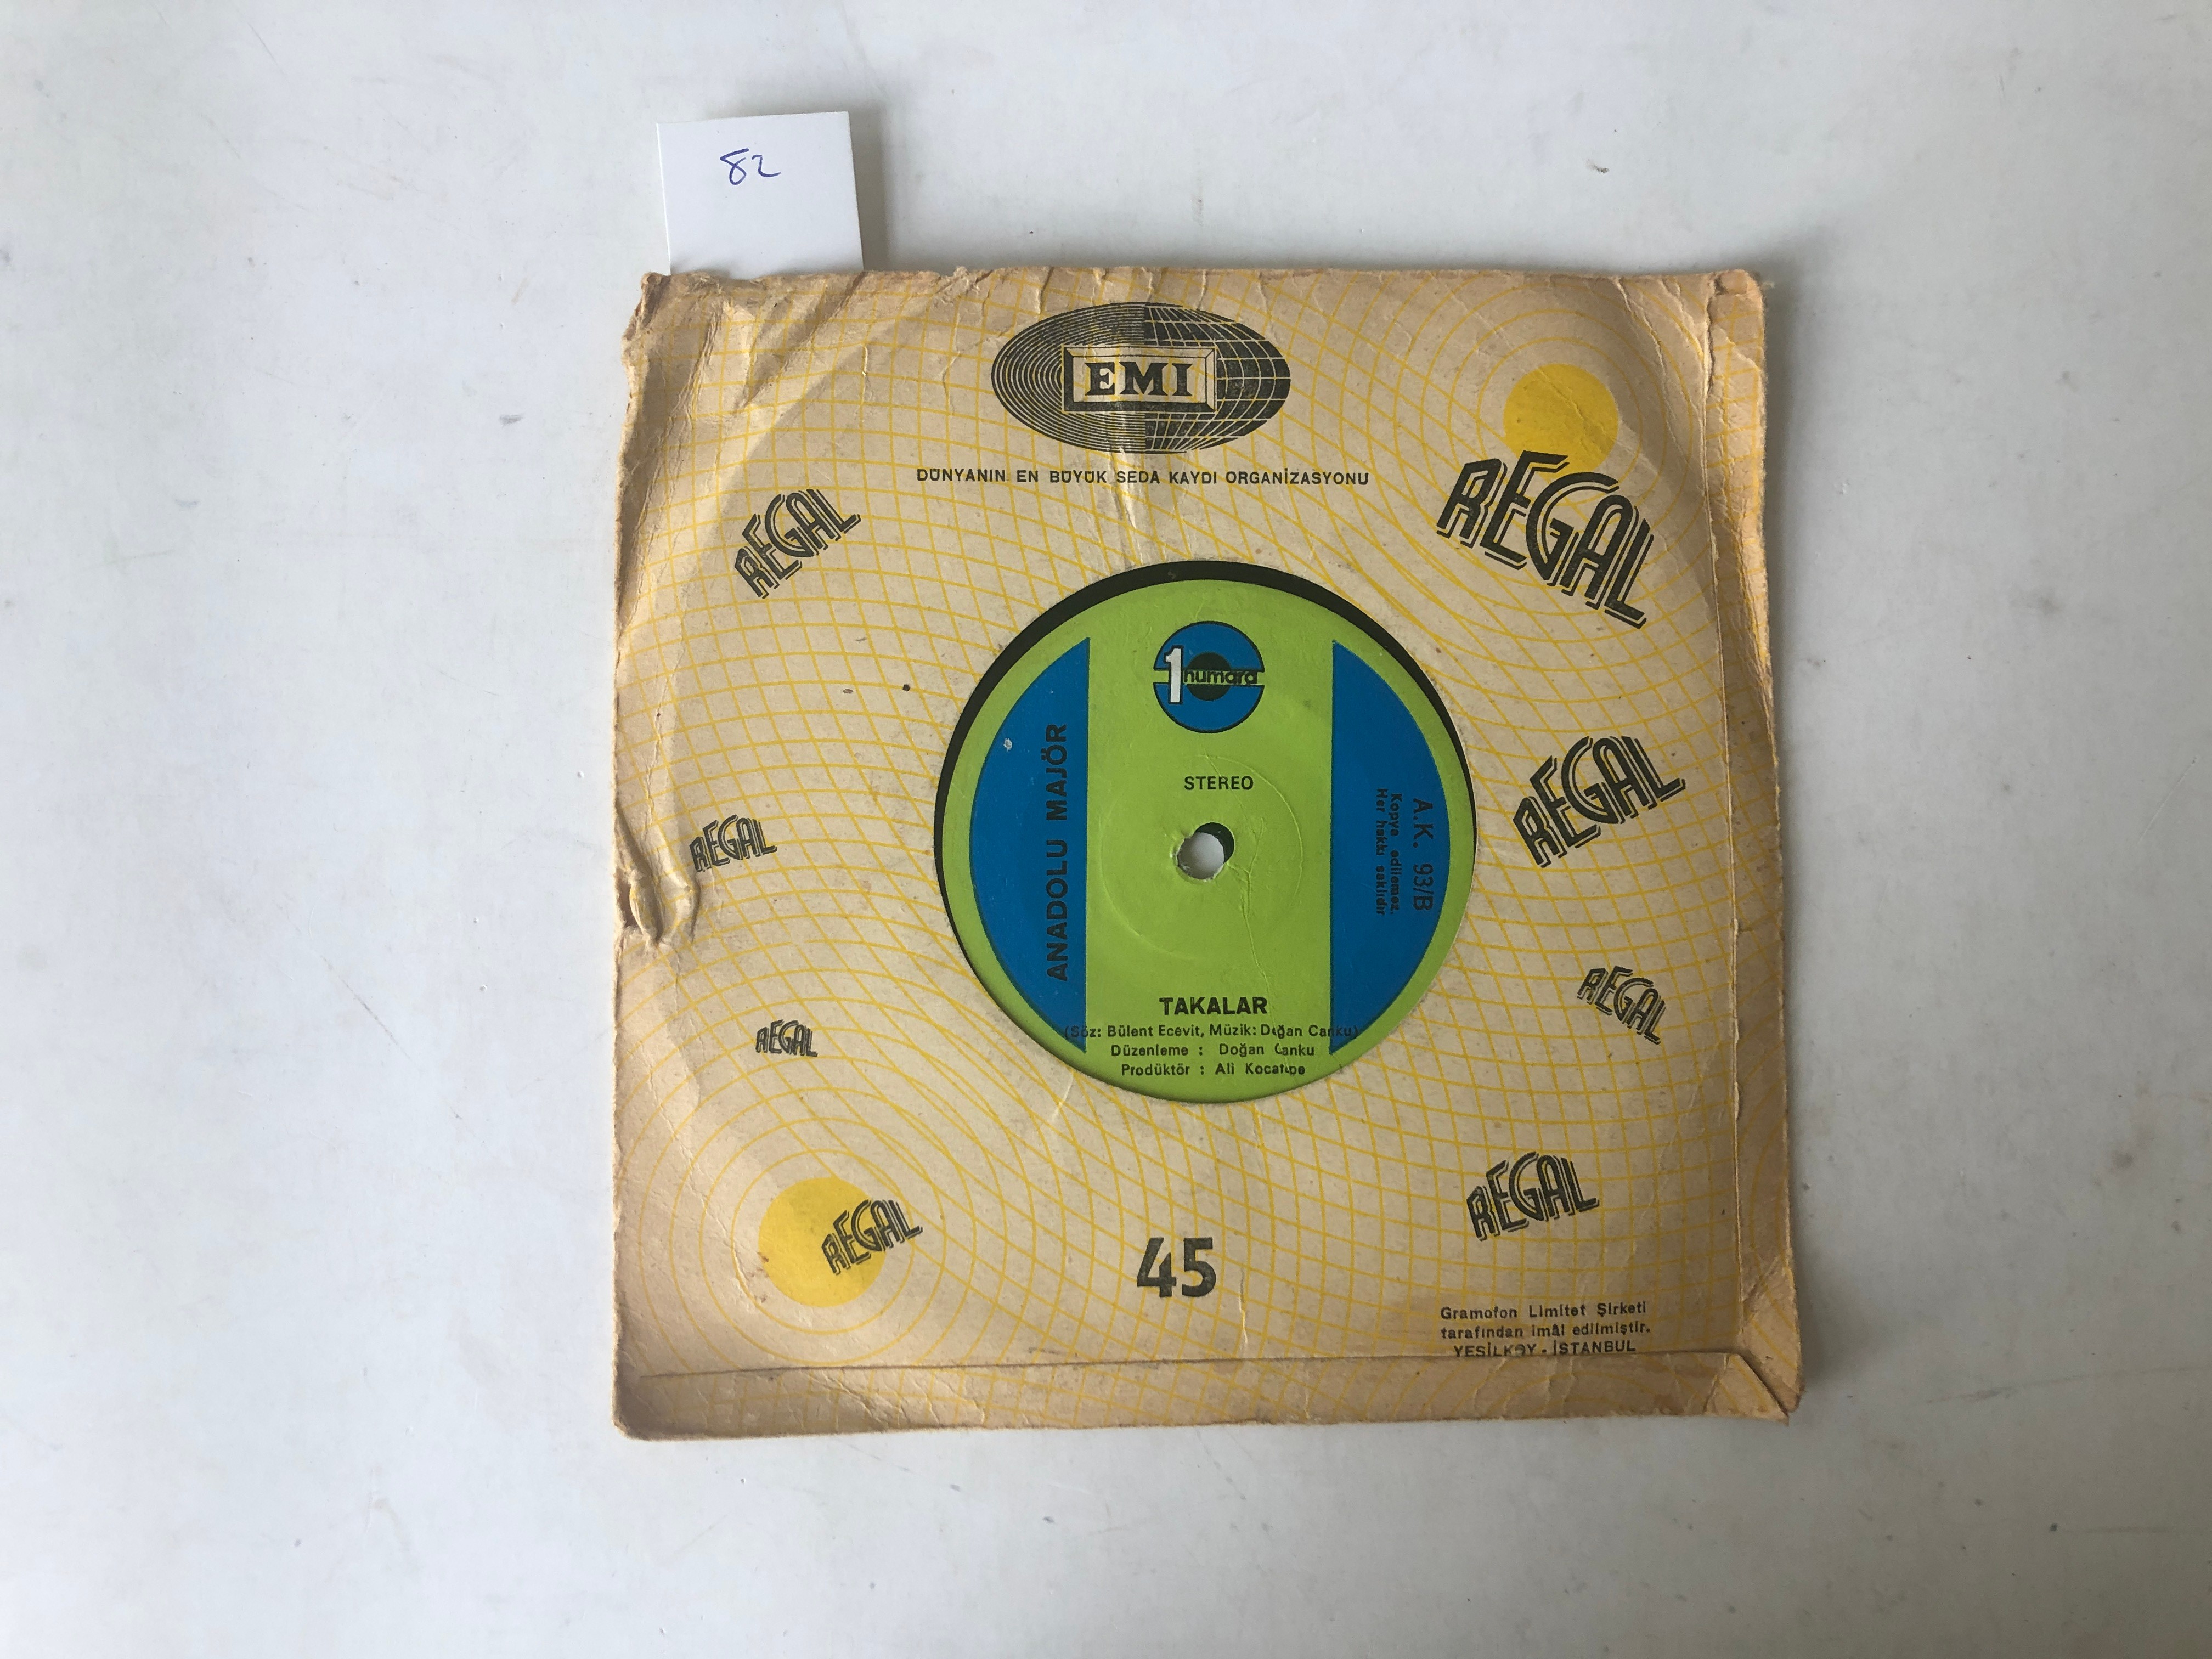 82
EMI
DÜNYANIN EN BÜYÜK SEDA KAYDI ORGANİZASYONU
REGAL
REGAL
1 numara
STEREO
ANADOLU MAJÖR
A.K. 93/B
Kopya edilemez.
Her hakkı saklıdır
REGAL
REGAL
REGAL
REGAL
TAKALAR
(Söz: Bülent Ecevit, Müzik: Doğan Canku)
Düzenleme : Doğan Canku
Prodüktör : Ali Kocatepe
REGAL
REGAL
45
Gramofon Limitet Şirketi
tarafından imâl edilmiştir.
YEŞİLKÖY - İSTANBUL